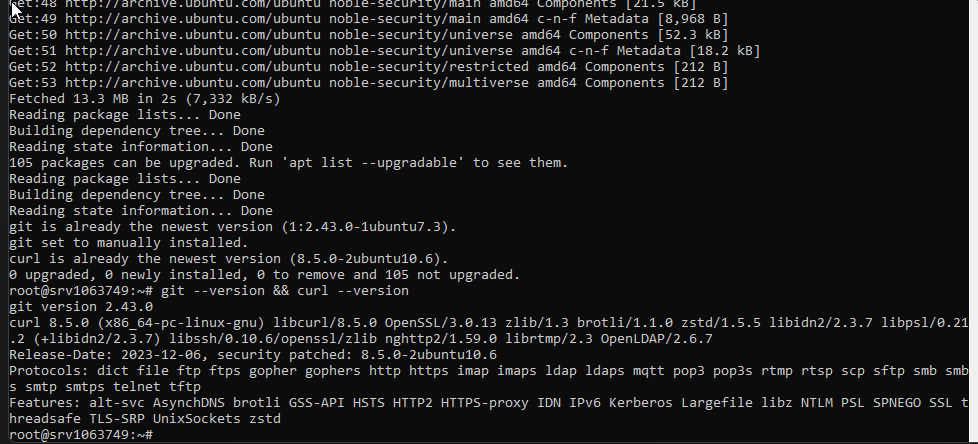 Get:48 http://archive.ubuntu.com/ubuntu noble-security/main amd64 Components [21.5 kB]
Get:49 http://archive.ubuntu.com/ubuntu noble-security/main amd64 c-n-f Metadata [8,968 B]
Get:50 http://archive.ubuntu.com/ubuntu noble-security/universe amd64 Components [52.3 kB]
Get:51 http://archive.ubuntu.com/ubuntu noble-security/universe amd64 c-n-f Metadata [18.2 kB]
Get:52 http://archive.ubuntu.com/ubuntu noble-security/restricted amd64 Components [212 B]
Get:53 http://archive.ubuntu.com/ubuntu noble-security/multiverse amd64 Components [212 B]
Fetched 13.3 MB in 2s (7,332 kB/s)
Reading package lists... Done
Building dependency tree... Done
Reading state information... Done
105 packages can be upgraded. Run 'apt list --upgradable' to see them.
Reading package lists... Done
Building dependency tree... Done
Reading state information... Done
git is already the newest version (1:2.43.0-1ubuntu7.3).
git set to manually installed.
curl is already the newest version (8.5.0-2ubuntu10.6).
0 upgraded, 0 newly installed, 0 to remove and 105 not upgraded.
root@srv1063749:~# git --version && curl --version
git version 2.43.0
curl 8.5.0 (x86_64-pc-linux-gnu) libcurl/8.5.0 OpenSSL/3.0.13 zlib/1.3 brotli/1.1.0 zstd/1.5.5 libidn2/2.3.7 libpsl/0.21
.2 (+libidn2/2.3.7) libssh/0.10.6/openssl/zlib nghttp2/1.59.0 librtmp/2.3 OpenLDAP/2.6.7
Release-Date: 2023-12-06, security patched: 8.5.0-2ubuntu10.6
Protocols: dict file ftp ftps gopher gophers http https imap imaps ldap ldaps mqtt pop3 pop3s rtmp rtsp scp sftp smb smb
s smtp smtps telnet tftp
Features: alt-svc AsynchDNS brotli GSS-API HSTS HTTP2 HTTPS-proxy IDN IPv6 Kerberos Largefile libz NTLM PSL SPNEGO SSL t
hreadsafe TLS-SRP UnixSockets zstd
root@srv1063749:~#